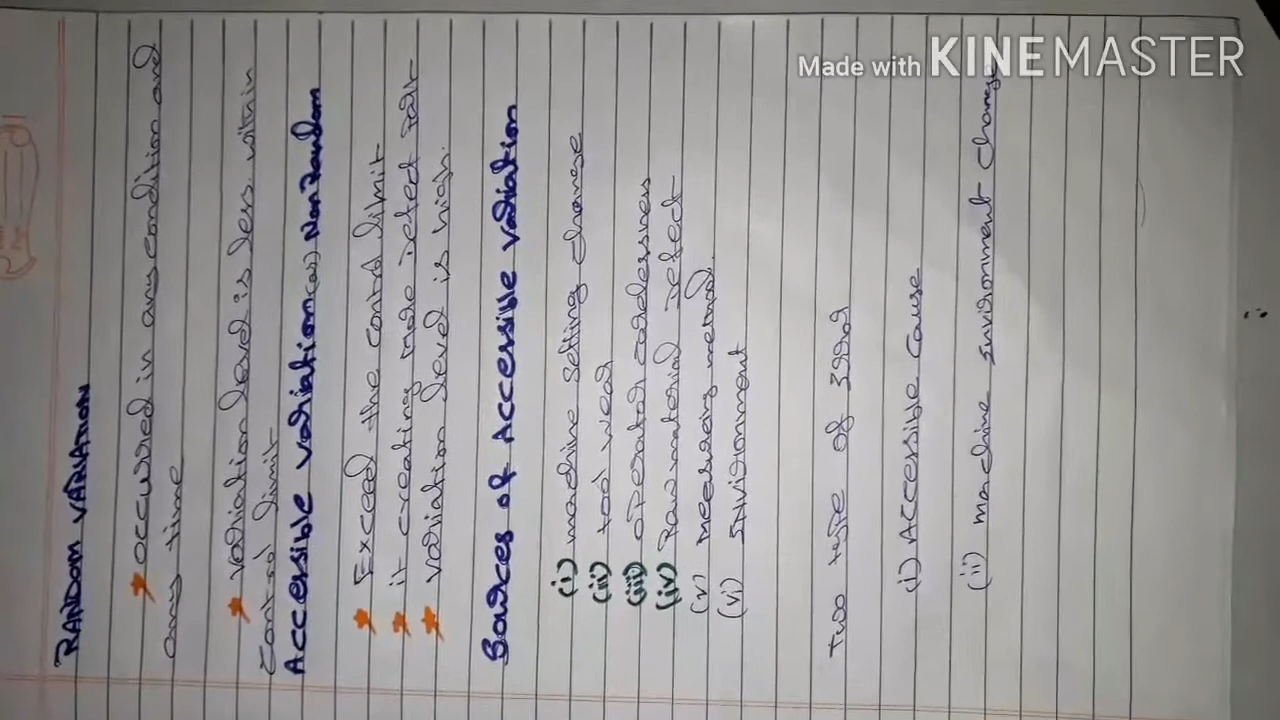 RANDOM VARIATION
* occurred in any condition and
any time
* variation level is less. within
Control limit
Accessible variation (or) Non Random
* Exceed the control limit
* it creating more defect
* variation level is high.
Sources of Accessible variation
(i) machine setting change
(ii) tool wear
(iii) operator carelessness
(iv) Raw material defect
(v) measuring method.
(vi) Environment
Two type of error
(i) Accessible Cause
(ii) machine environment change
Made with KINEMASTER